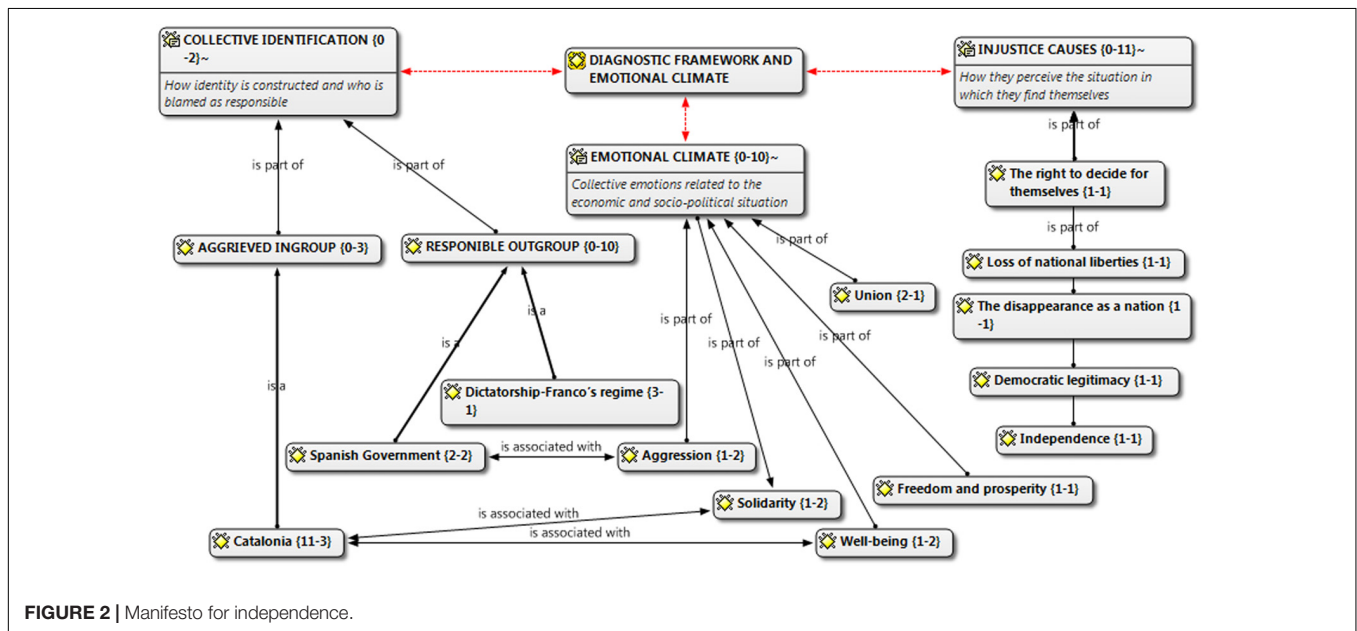 COLLECTIVE IDENTIFICATION {0
-2}~
How identity is constructed and who is
blamed as responsible
DIAGNOSTIC FRAMEWORK AND
EMOTIONAL CLIMATE
INJUSTICE CAUSES {0-11}~
How they perceive the situation in
which they find themselves
is part of
EMOTIONAL CLIMATE {0-10}~
Collective emotions related to the
economic and socio-political situation
is part of
is part of
The right to decide for
themselves {1-1}
is part of
AGGRIEVED INGROUP {0-3}
RESPONIBLE OUTGROUP {0-10}
is part of
Loss of national liberties {1-1}
Union {2-1}
The disappearance as a nation {1
-1}
is a
is part of
is part of
is part of
is part of
is a
is a
Dictatorship-Franco´s regime {3-
1}
Democratic legitimacy {1-1}
Independence {1-1}
Spanish Government {2-2}
is associated with
Aggression {1-2}
Freedom and prosperity {1-1}
Solidarity {1-2}
is associated with
is associated with
Catalonia {11-3}
Well-being {1-2}
FIGURE 2 | Manifesto for independence.